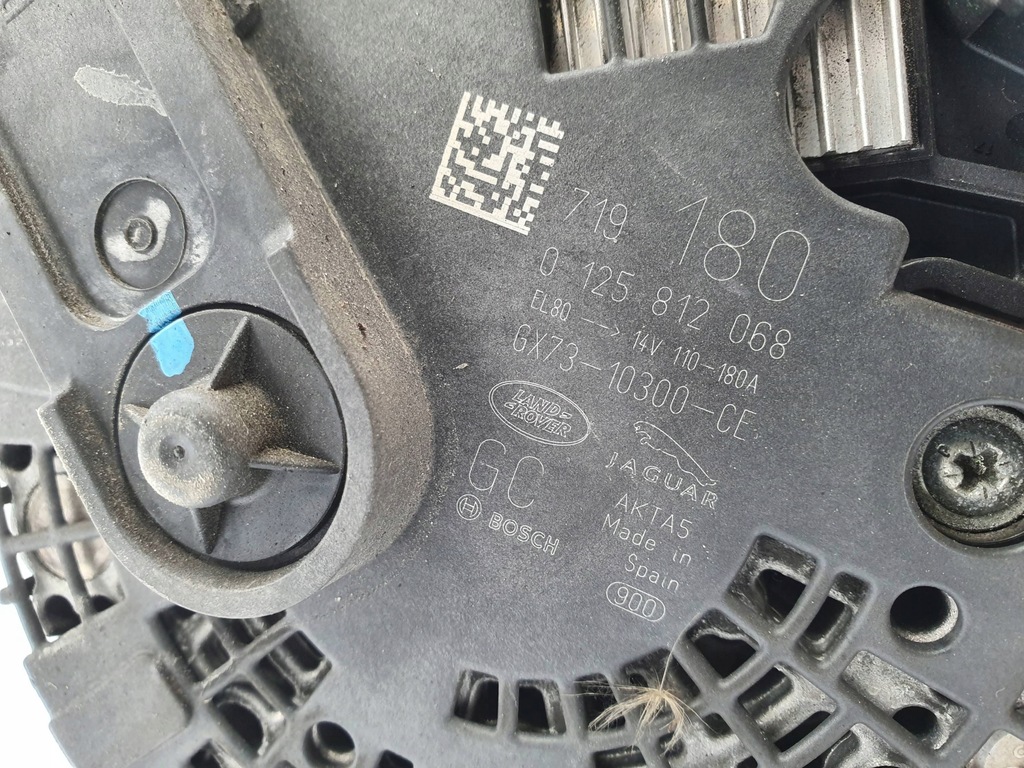 719 180
0 125 812 068
EL80 → 14V 110-180A
GX73-10300-CE
LAND
ROVER
JAGUAR
GC
BOSCH
AKTA5
Made in
Spain
900